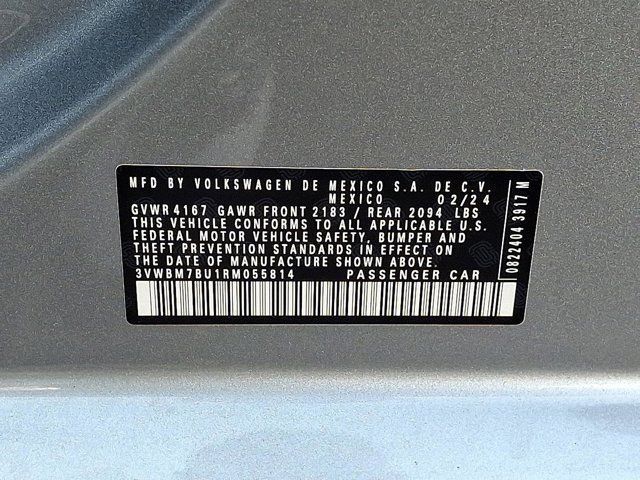 MFD BY VOLKSWAGEN DE MEXICO S.A. DE C.V.
MEXICO 02/24
GVWR 4167 GAWR FRONT 2183 / REAR 2094 LBS
THIS VEHICLE CONFORMS TO ALL APPLICABLE U.S.
FEDERAL MOTOR VEHICLE SAFETY, BUMPER AND
THEFT PREVENTION STANDARDS IN EFFECT ON
THE DATE OF MANUFACTURE SHOWN ABOVE.
3VWBM7BU1RM055814 PASSENGER CAR
0822404 3917 M